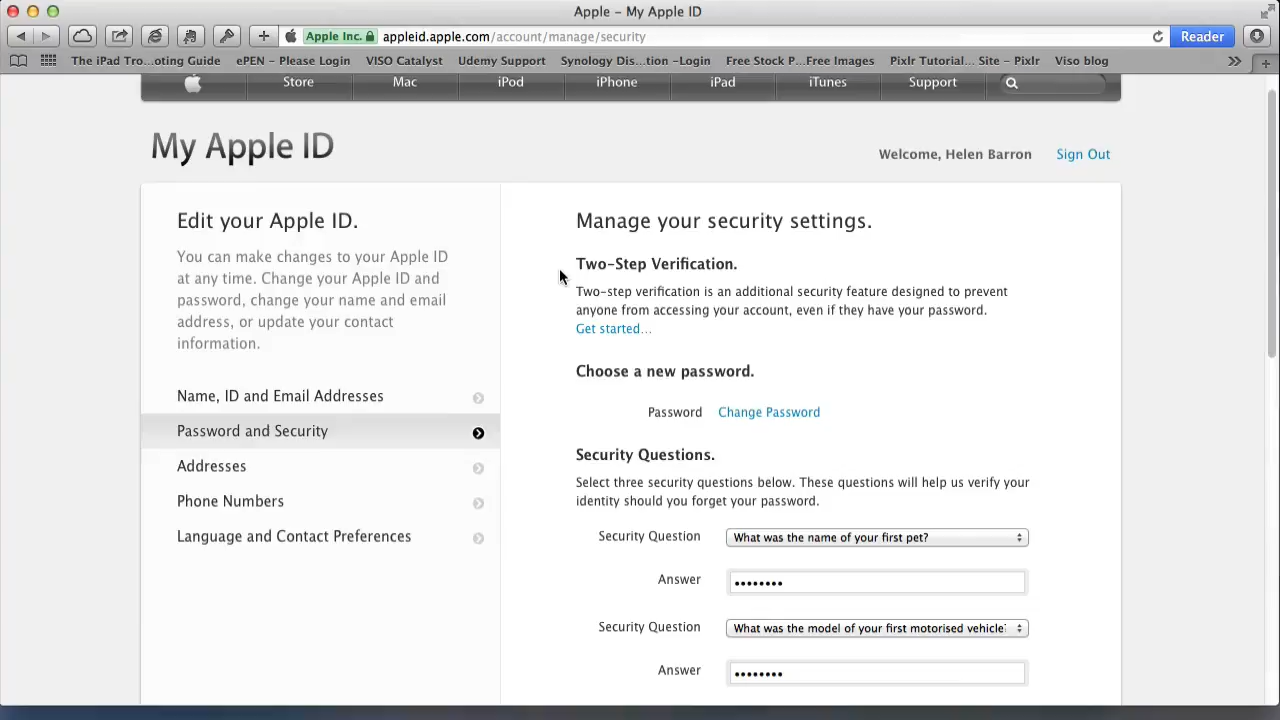 Apple – My Apple ID
Apple Inc. appleid.apple.com/account/manage/security Reader
The iPad Tro...oting Guide ePEN – Please Login VISO Catalyst Udemy Support Synology Dis...tion –Login Free Stock P...Free Images Pixlr Tutorial... Site – Pixlr Viso blog
Store Mac iPod iPhone iPad iTunes Support
My Apple ID
Welcome, Helen Barron Sign Out
Edit your Apple ID.
You can make changes to your Apple ID
at any time. Change your Apple ID and
password, change your name and email
address, or update your contact
information.
Name, ID and Email Addresses
Password and Security
Addresses
Phone Numbers
Language and Contact Preferences
Manage your security settings.
Two-Step Verification.
Two-step verification is an additional security feature designed to prevent
anyone from accessing your account, even if they have your password.
Get started...
Choose a new password.
Password Change Password
Security Questions.
Select three security questions below. These questions will help us verify your
identity should you forget your password.
Security Question What was the name of your first pet?
Answer ••••••••
Security Question What was the model of your first motorised vehicle?
Answer ••••••••